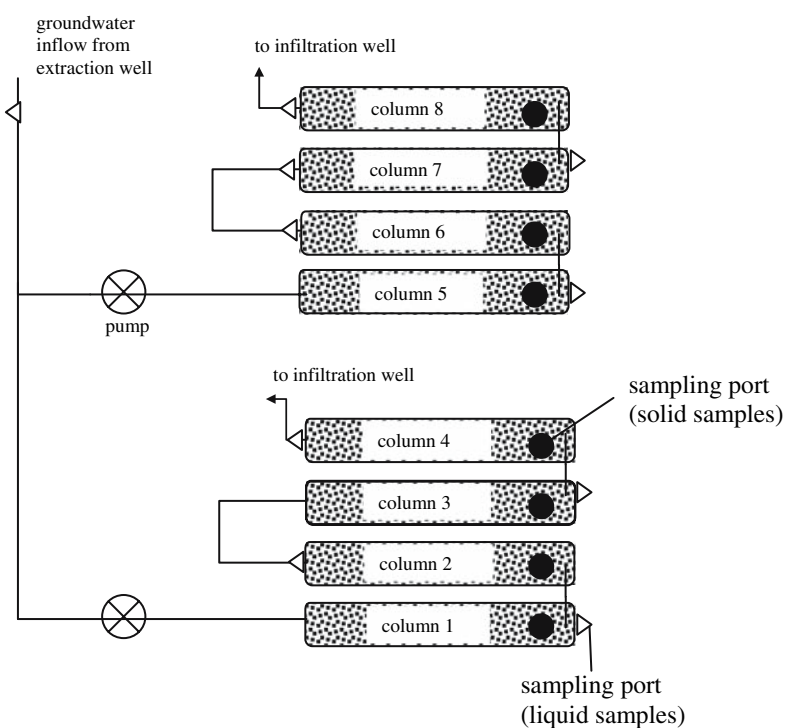 groundwater
inflow from
extraction well
to infiltration well
column 8
column 7
column 6
column 5
pump
to infiltration well
sampling port
(solid samples)
column 4
column 3
column 2
column 1
sampling port
(liquid samples)